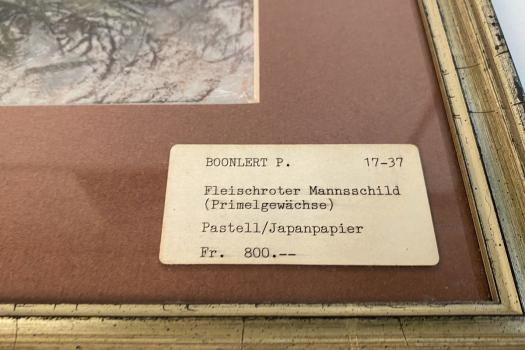 BOONLERT P. 17-37
Fleischroter Mannsschild
(Primelgewächse)
Pastell/Japanpapier
Fr. 800.--